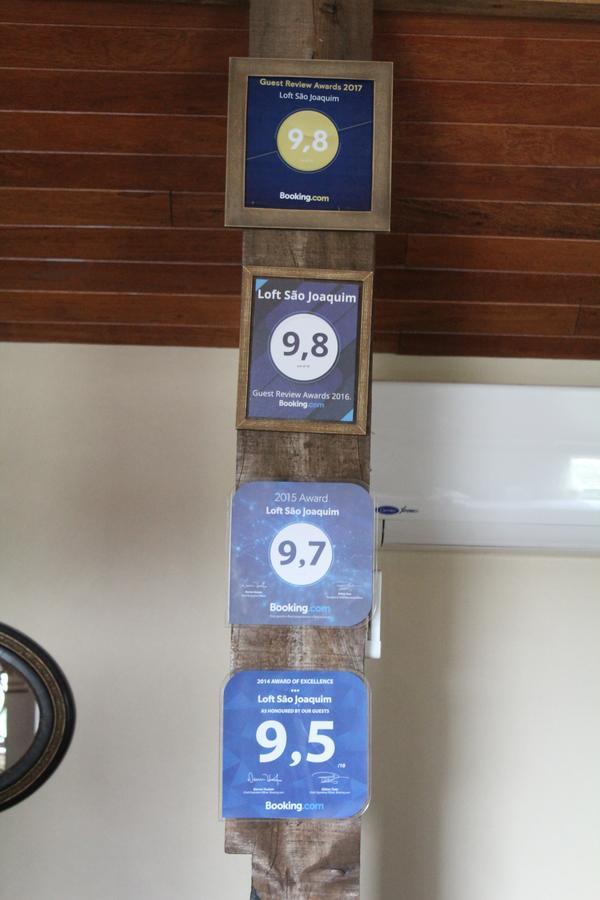 Guest Review Awards 2017
Loft São Joaquim
9,8
Booking.com
Loft São Joaquim
9,8
Guest Review Awards 2016.
Booking.com
2015 Award
Loft São Joaquim
9,7
Booking.com
2014 AWARD OF EXCELLENCE
Loft São Joaquim
AS HONOURED BY OUR GUESTS
9,5
/10
Booking.com